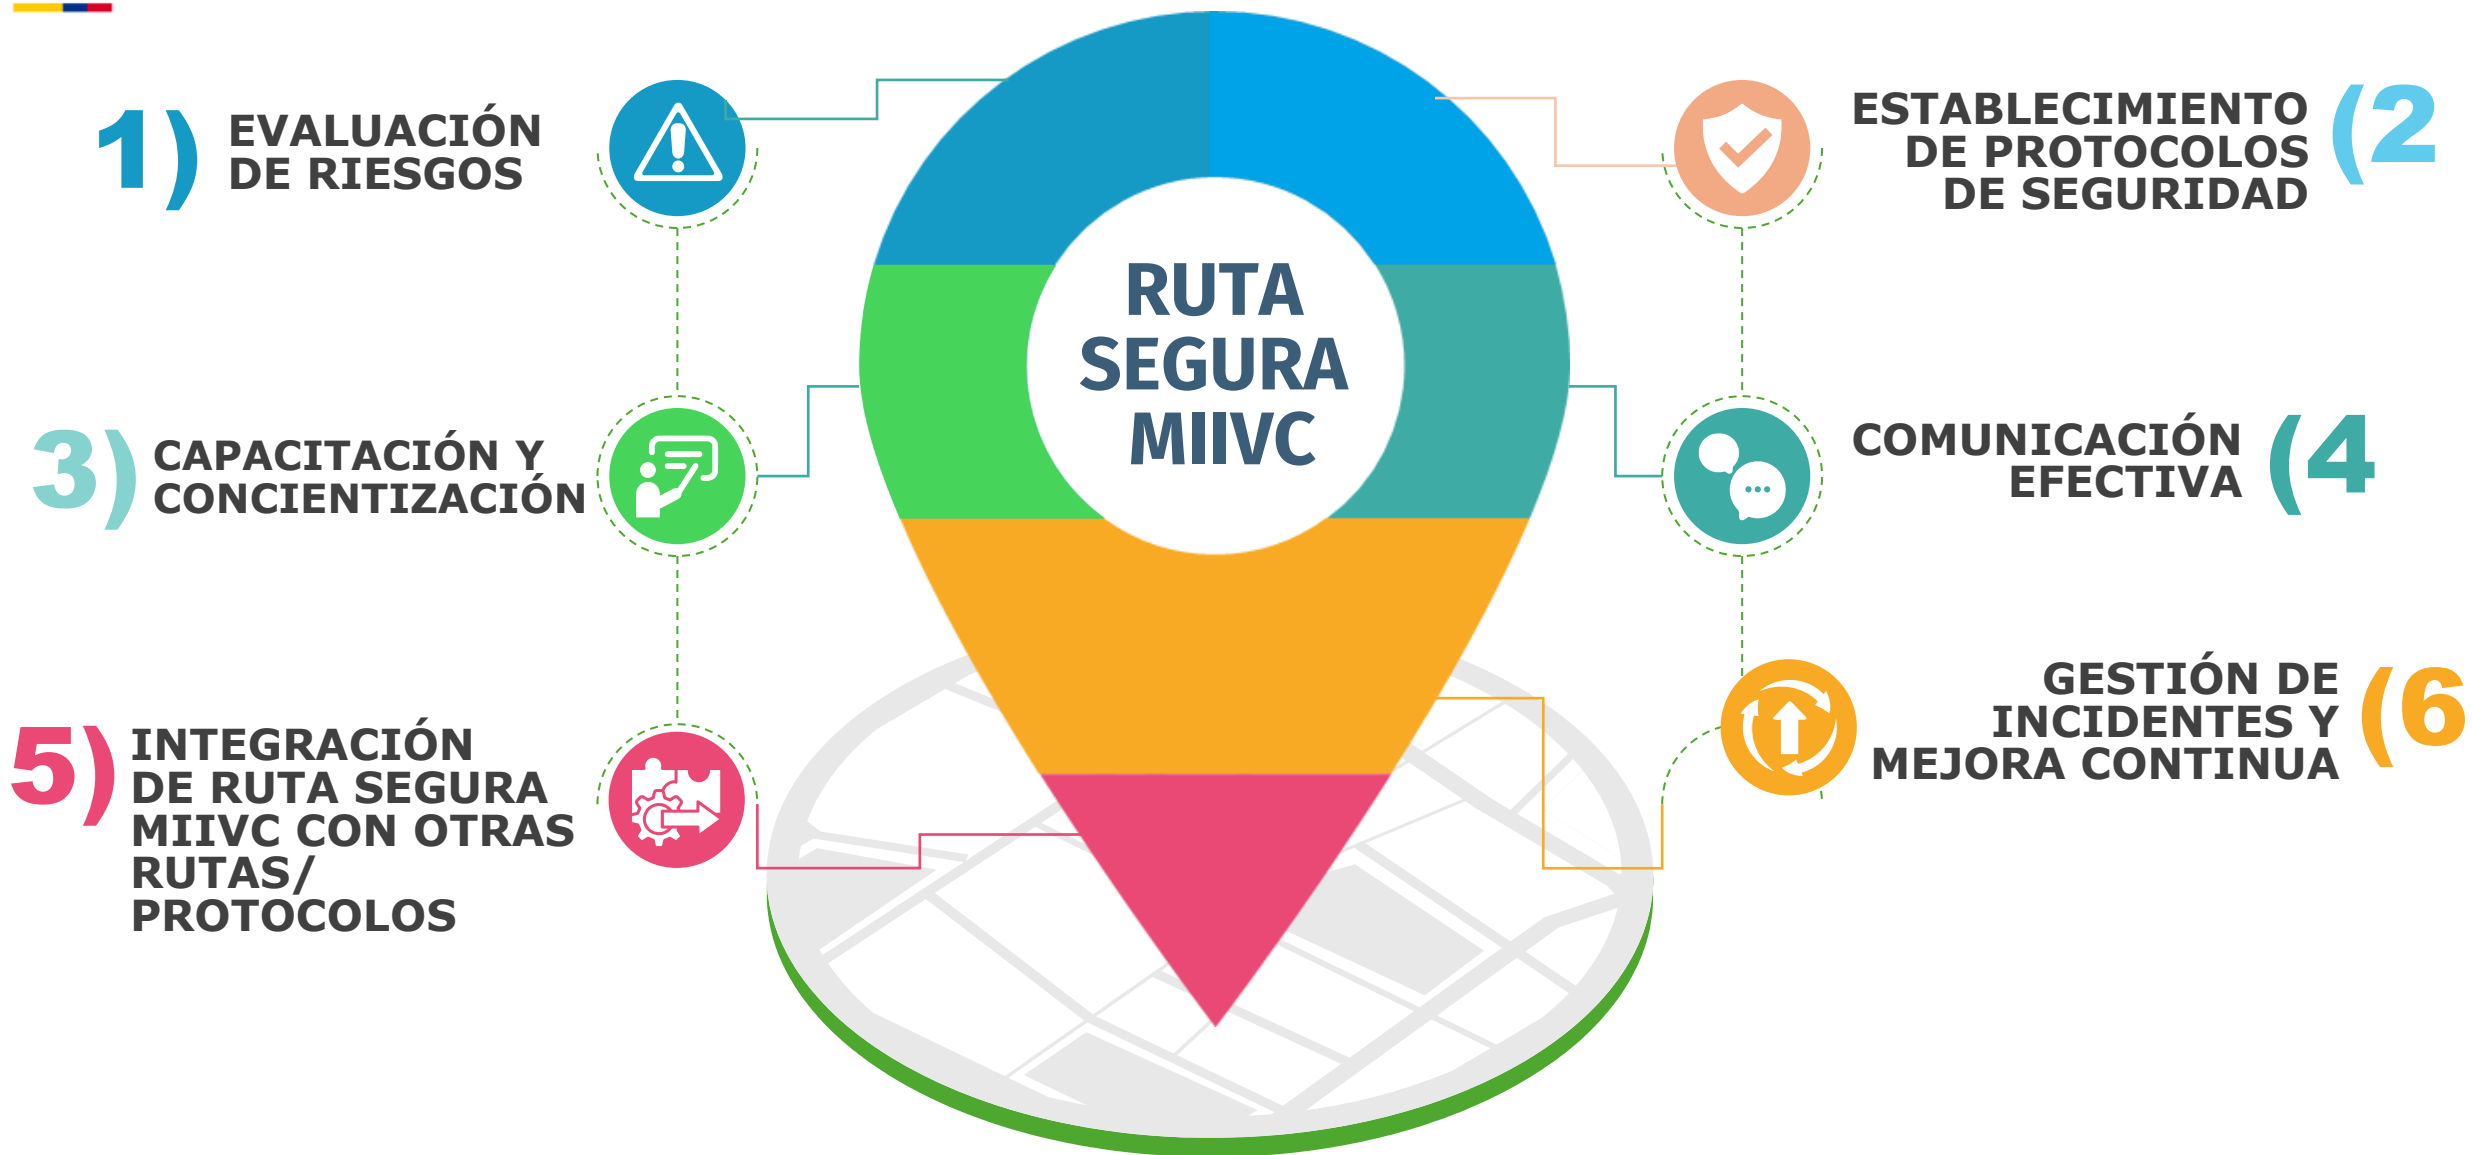 1)
EVALUACIÓN
DE RIESGOS
ESTABLECIMIENTO
DE PROTOCOLOS
DE SEGURIDAD
(2
RUTA
SEGURA
MIIVC
3)
CAPACITACIÓN Y
CONCIENTIZACIÓN
COMUNICACIÓN
EFECTIVA
(4
5)
INTEGRACIÓN
DE RUTA SEGURA
MIIVC CON OTRAS
RUTAS/
PROTOCOLOS
GESTIÓN DE
INCIDENTES Y
MEJORA CONTINUA
(6